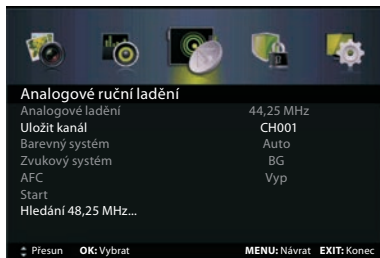 Analogové ruční ladění
Analogové ladění 44,25 MHz
Uložit kanál CH001
Barevný systém Auto
Zvukový systém BG
AFC Vyp
Start
Hledání 48,25 MHz...
Přesun OK: Vybrat MENU: Návrat EXIT: Konec